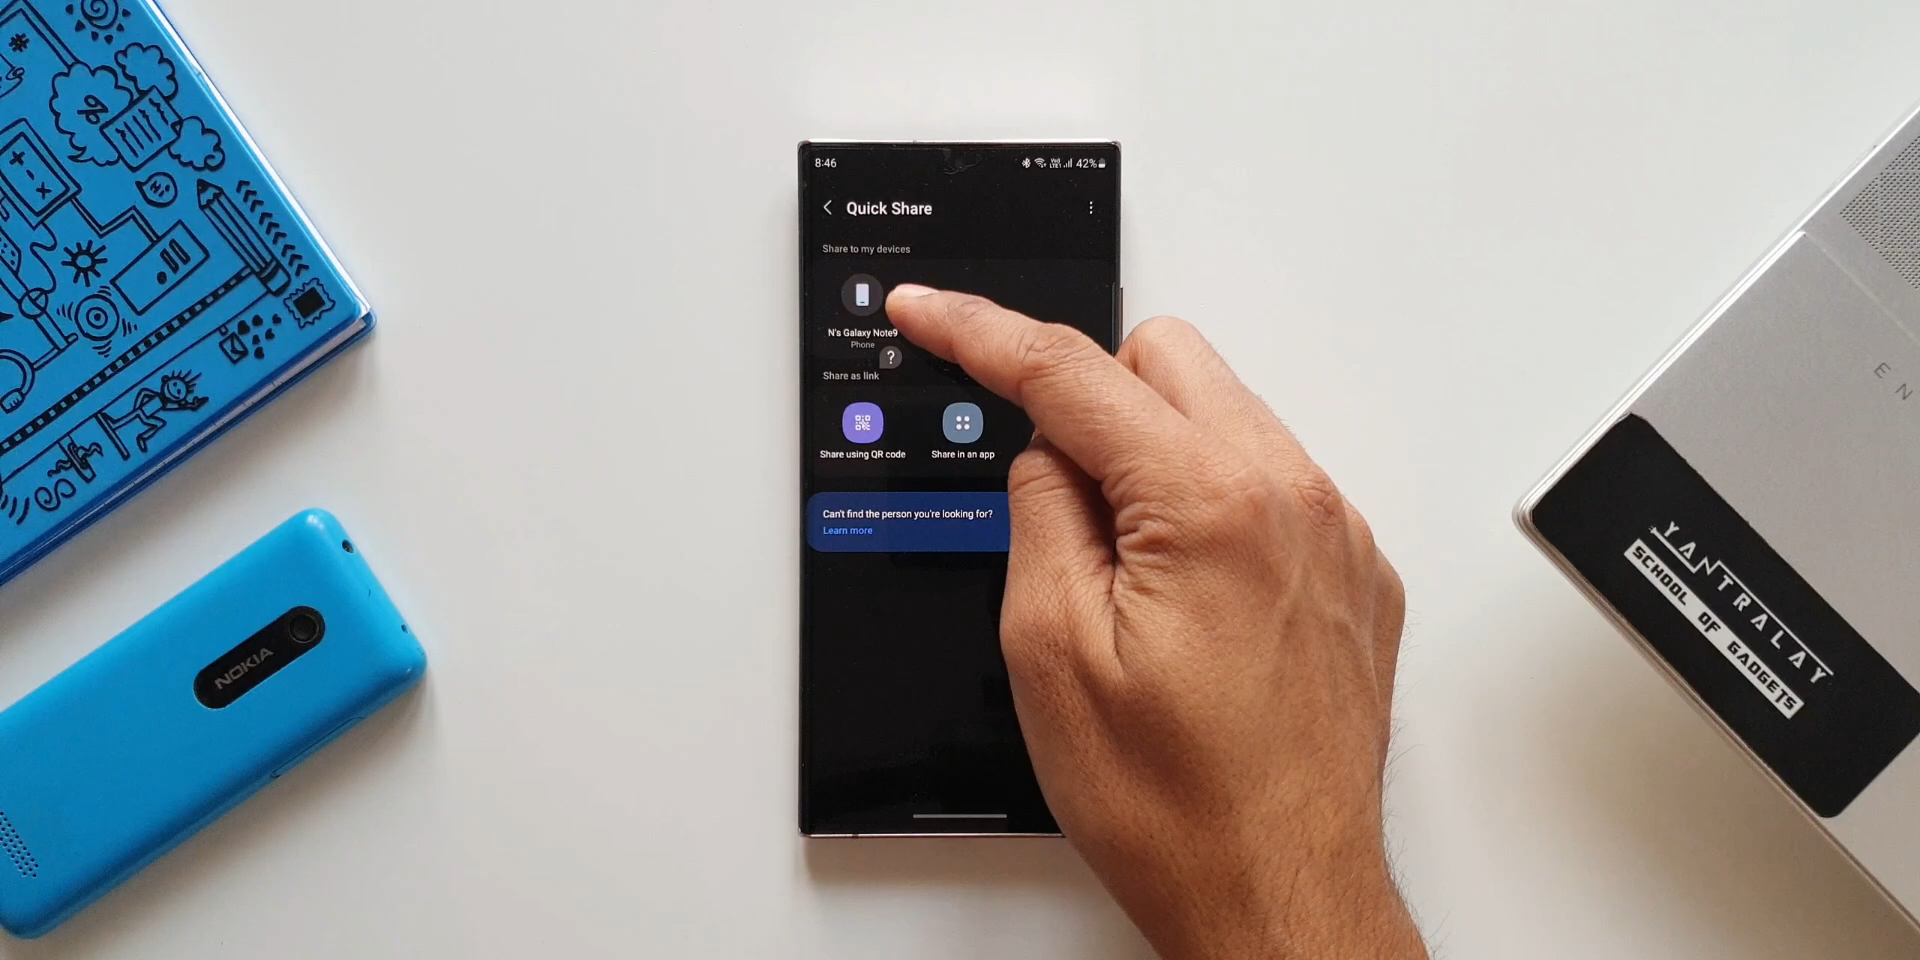 8:46
42%
Quick Share
Share to my devices
N's Galaxy Note9
Phone
?
Share as link
Share using QR code
Share in an app
Can't find the person you're looking for?
Learn more
NOKIA
E N
YANTRALAY
SCHOOL OF GADGETS